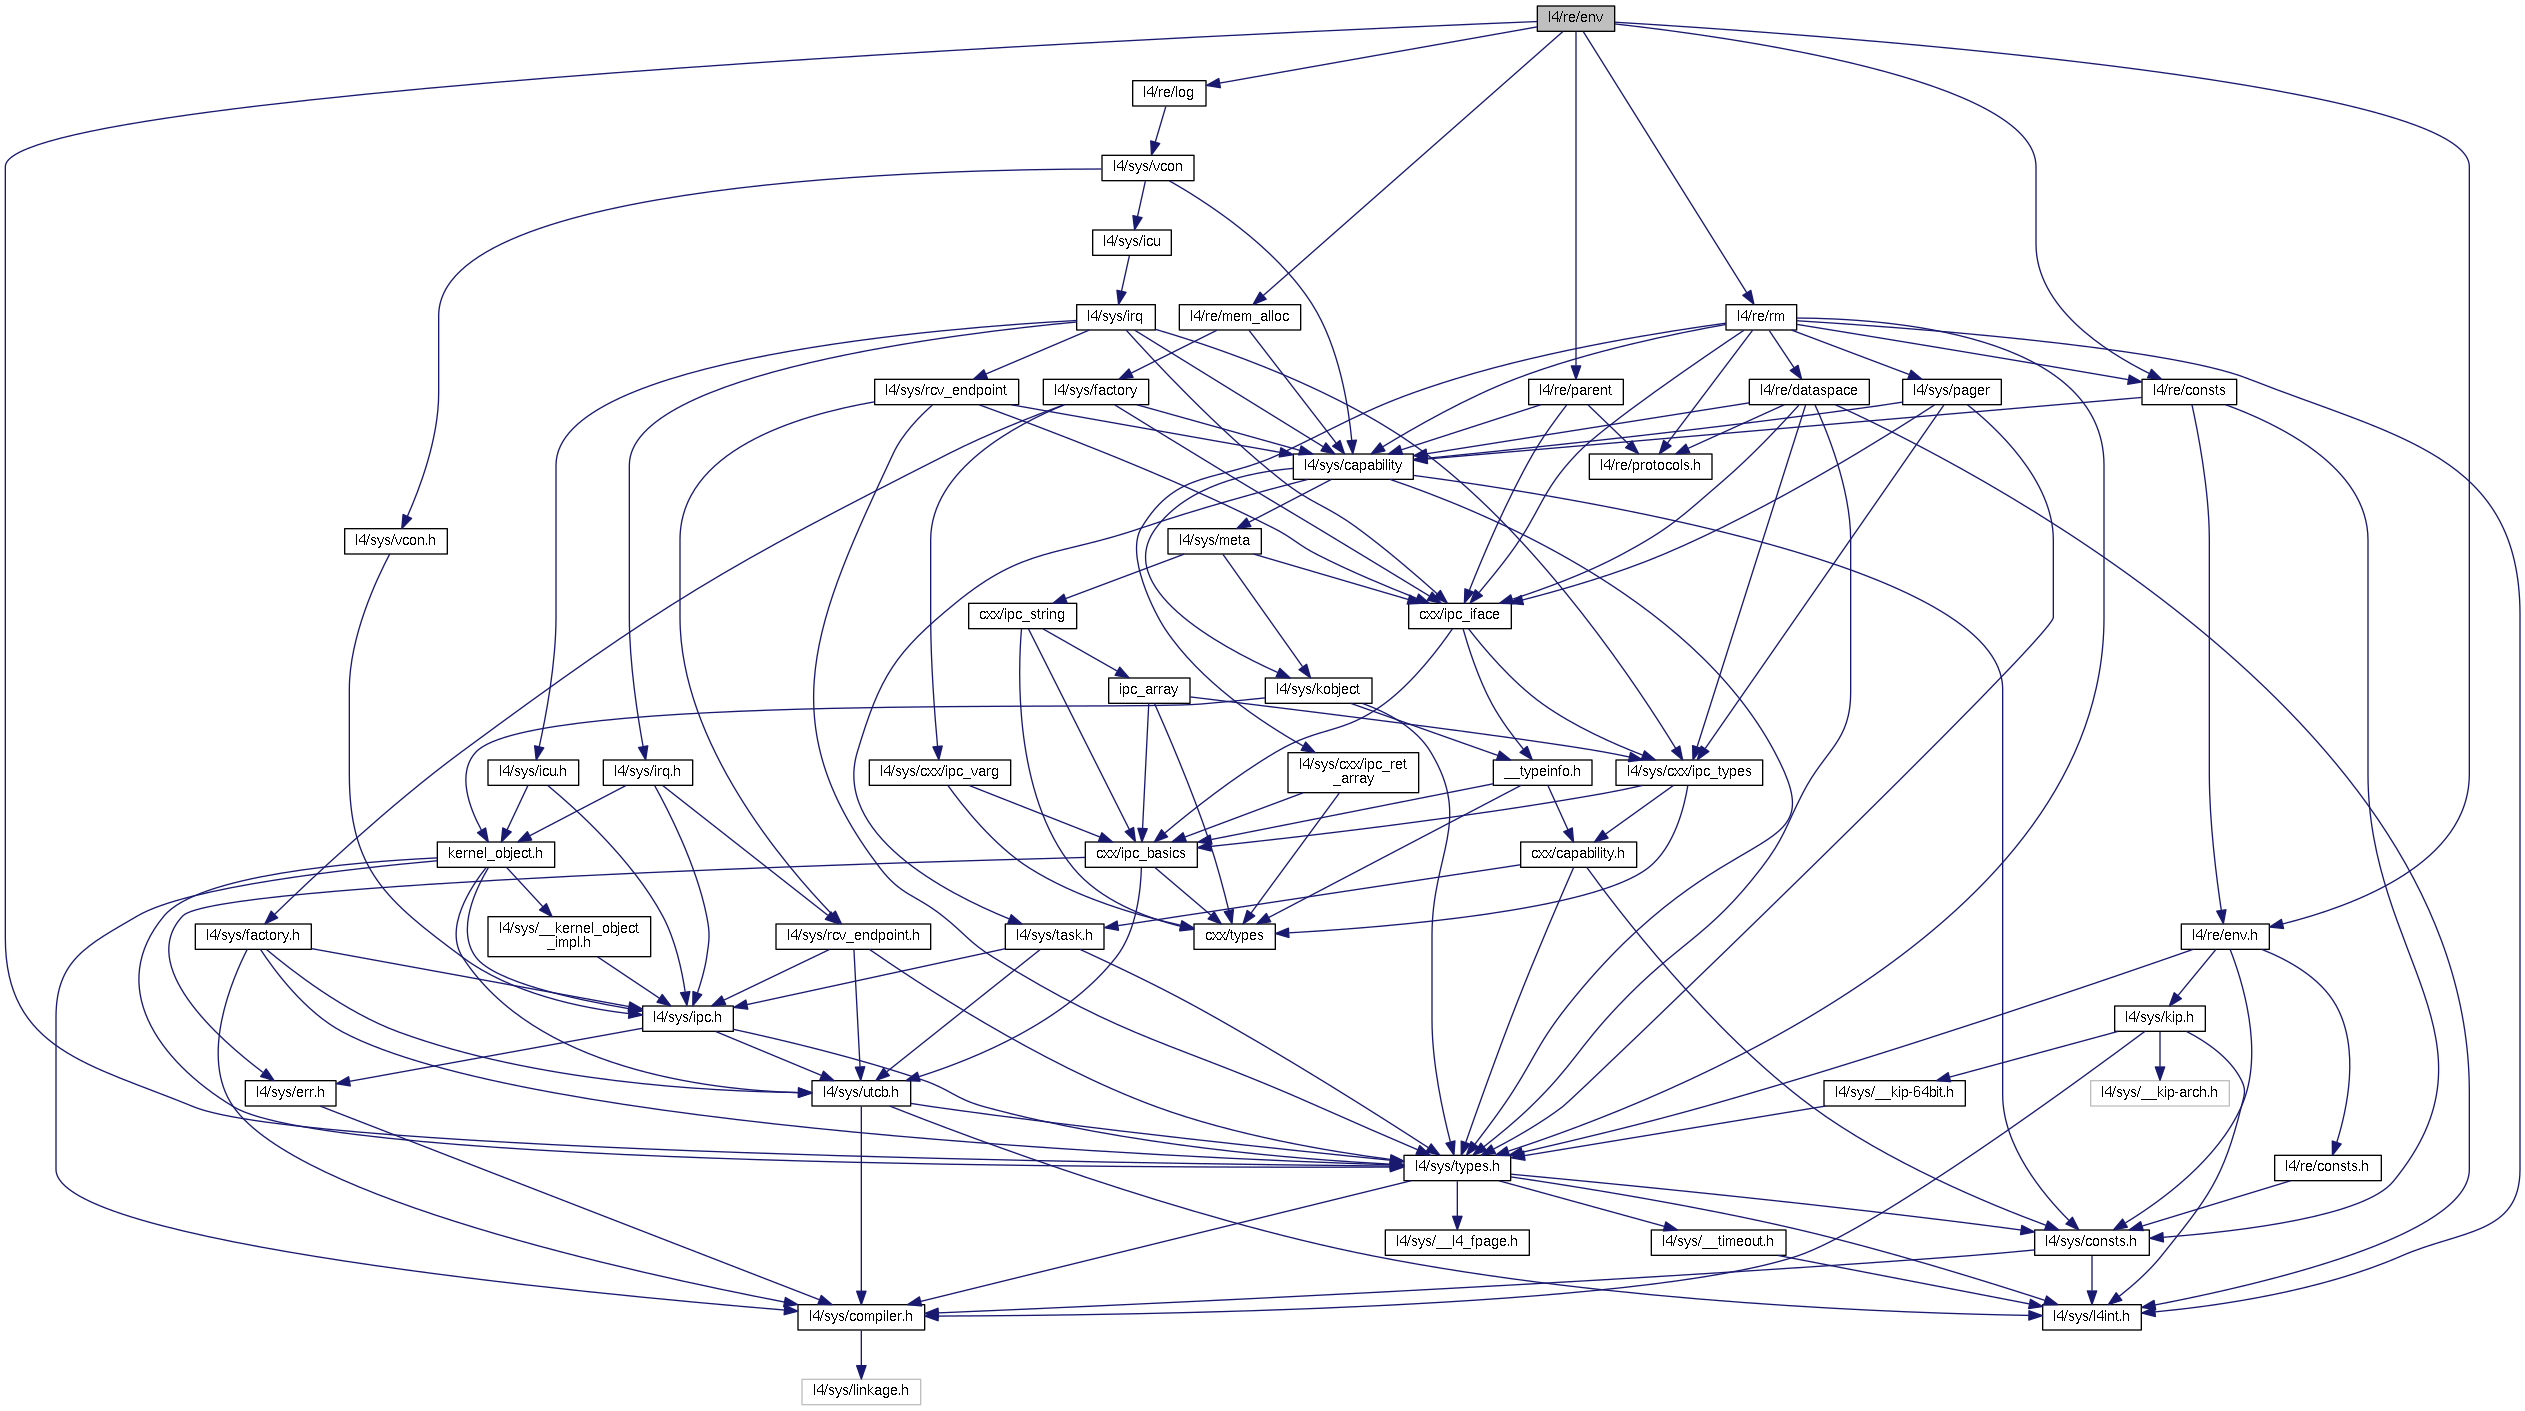 l4/re/env
l4/re/log
l4/sys/vcon
l4/sys/icu
l4/sys/irq
l4/re/mem_alloc
l4/re/rm
l4/sys/rcv_endpoint
l4/sys/factory
l4/re/parent
l4/re/dataspace
l4/sys/pager
l4/re/consts
l4/sys/capability
l4/re/protocols.h
l4/sys/vcon.h
l4/sys/meta
cxx/ipc_string
cxx/ipc_iface
ipc_array
l4/sys/kobject
l4/sys/icu.h
l4/sys/irq.h
l4/sys/cxx/ipc_varg
l4/sys/cxx/ipc_ret
_array
__typeinfo.h
l4/sys/cxx/ipc_types
kernel_object.h
cxx/ipc_basics
cxx/capability.h
l4/sys/factory.h
l4/sys/__kernel_object
_impl.h
l4/sys/rcv_endpoint.h
l4/sys/task.h
cxx/types
l4/re/env.h
l4/sys/ipc.h
l4/sys/kip.h
l4/sys/err.h
l4/sys/utcb.h
l4/sys/__kip-64bit.h
l4/sys/__kip-arch.h
l4/sys/types.h
l4/re/consts.h
l4/sys/__l4_fpage.h
l4/sys/__timeout.h
l4/sys/consts.h
l4/sys/compiler.h
l4/sys/l4int.h
l4/sys/linkage.h